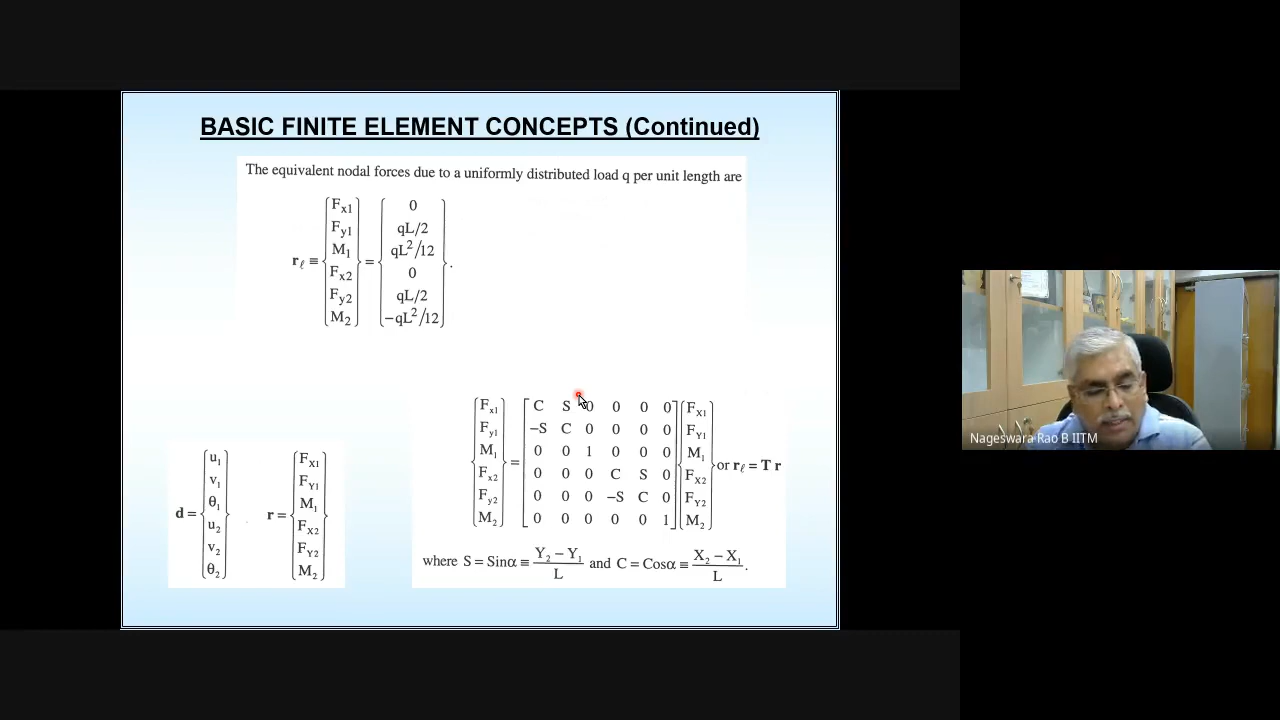 BASIC FINITE ELEMENT CONCEPTS (Continued)
The equivalent nodal forces due to a uniformly distributed load q per unit length are
r_ℓ ≡ {F_x1 F_y1 M_1 F_x2 F_y2 M_2} = {0 qL/2 qL²/12 0 qL/2 −qL²/12}.
{F_x1 F_y1 M_1 F_x2 F_y2 M_2} =
[C S 0 0 0 0
−S C 0 0 0 0
0 0 1 0 0 0
0 0 0 C S 0
0 0 0 −S C 0
0 0 0 0 0 1]
{F_X1 F_Y1 M_1 F_X2 F_Y2 M_2} or r_ℓ = T r
d = {u_1 v_1 θ_1 u_2 v_2 θ_2} r = {F_X1 F_Y1 M_1 F_X2 F_Y2 M_2}
where S = Sinα ≡ (Y_2 − Y_1)/L and C = Cosα ≡ (X_2 − X_1)/L.
Nageswara Rao B IITM